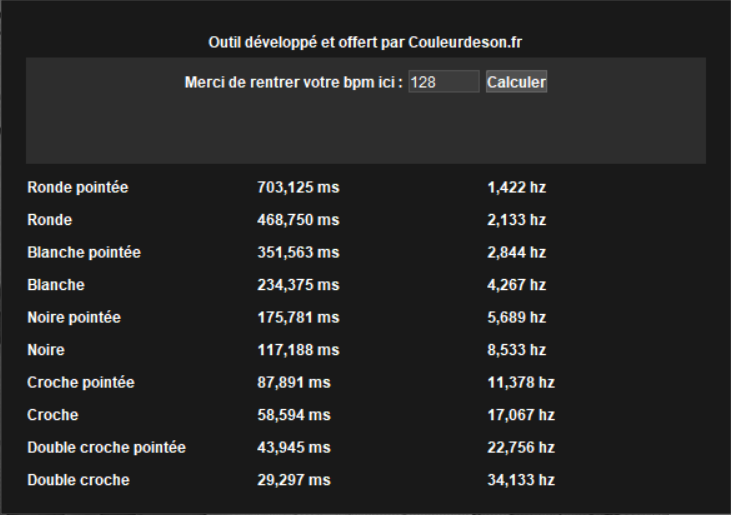 Outil développé et offert par Couleurdeson.fr
Merci de rentrer votre bpm ici : 128 Calculer
Ronde pointée 703,125 ms 1,422 hz
Ronde 468,750 ms 2,133 hz
Blanche pointée 351,563 ms 2,844 hz
Blanche 234,375 ms 4,267 hz
Noire pointée 175,781 ms 5,689 hz
Noire 117,188 ms 8,533 hz
Croche pointée 87,891 ms 11,378 hz
Croche 58,594 ms 17,067 hz
Double croche pointée 43,945 ms 22,756 hz
Double croche 29,297 ms 34,133 hz